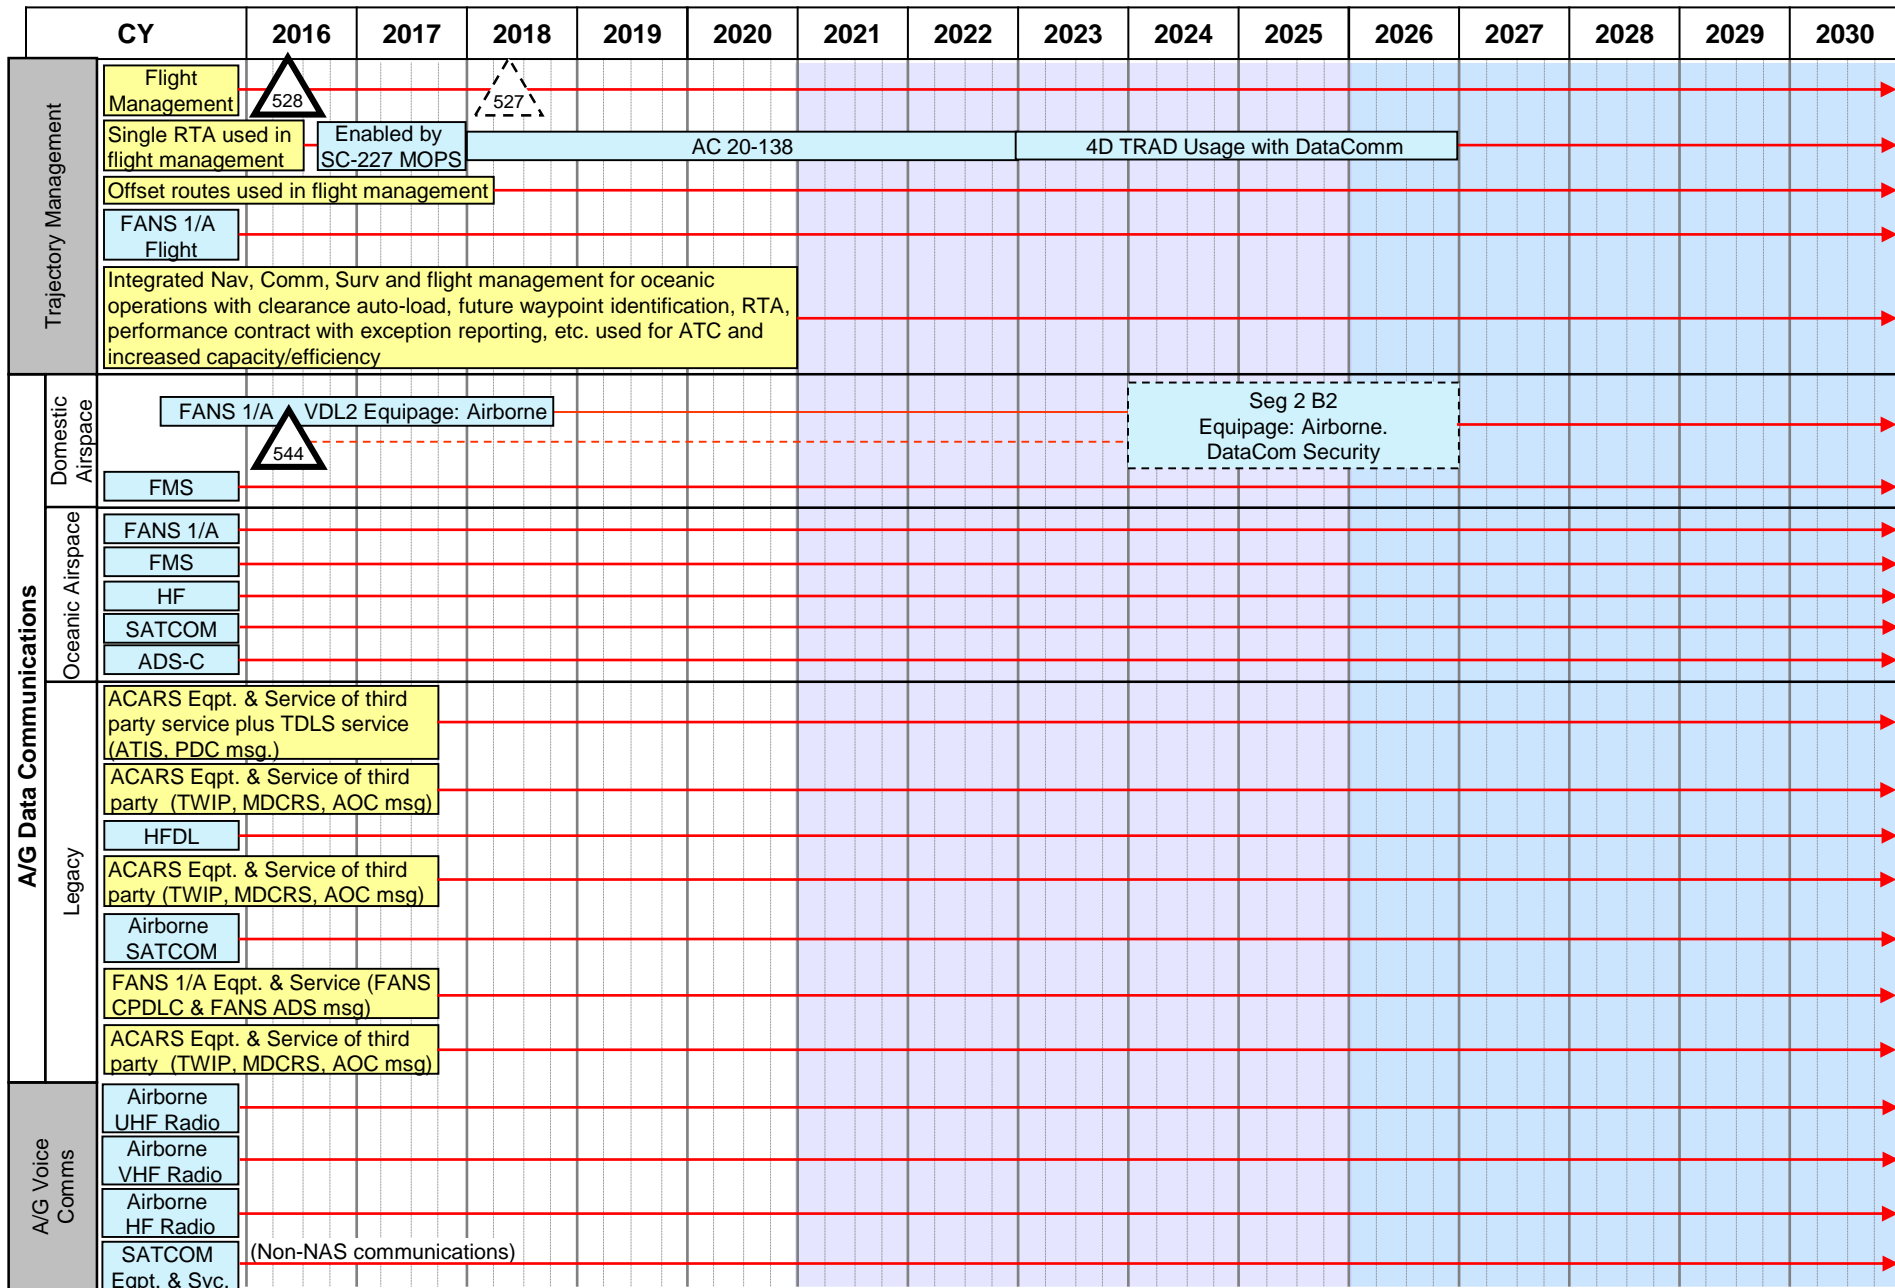 CY 2016 2017 2018 2019 2020 2021 2022 2023 2024 2025 2026 2027 2028 2029 2030
Trajectory Management
Flight
Management
528
527
Single RTA used in
flight management
Enabled by
SC-227 MOPS
AC 20-138
4D TRAD Usage with DataComm
Offset routes used in flight management
FANS 1/A
Flight
Integrated Nav, Comm, Surv and flight management for oceanic
operations with clearance auto-load, future waypoint identification, RTA,
performance contract with exception reporting, etc. used for ATC and
increased capacity/efficiency
A/G Data Communications
Domestic
Airspace
FANS 1/A VDL2 Equipage: Airborne
544
Seg 2 B2
Equipage: Airborne.
DataCom Security
FMS
Oceanic Airspace
FANS 1/A
FMS
HF
SATCOM
ADS-C
Legacy
ACARS Eqpt. & Service of third
party service plus TDLS service
(ATIS, PDC msg.)
ACARS Eqpt. & Service of third
party (TWIP, MDCRS, AOC msg)
HFDL
ACARS Eqpt. & Service of third
party (TWIP, MDCRS, AOC msg)
Airborne
SATCOM
FANS 1/A Eqpt. & Service (FANS
CPDLC & FANS ADS msg)
ACARS Eqpt. & Service of third
party (TWIP, MDCRS, AOC msg)
A/G Voice
Comms
Airborne
UHF Radio
Airborne
VHF Radio
Airborne
HF Radio
SATCOM
Eqpt. & Svc.
(Non-NAS communications)